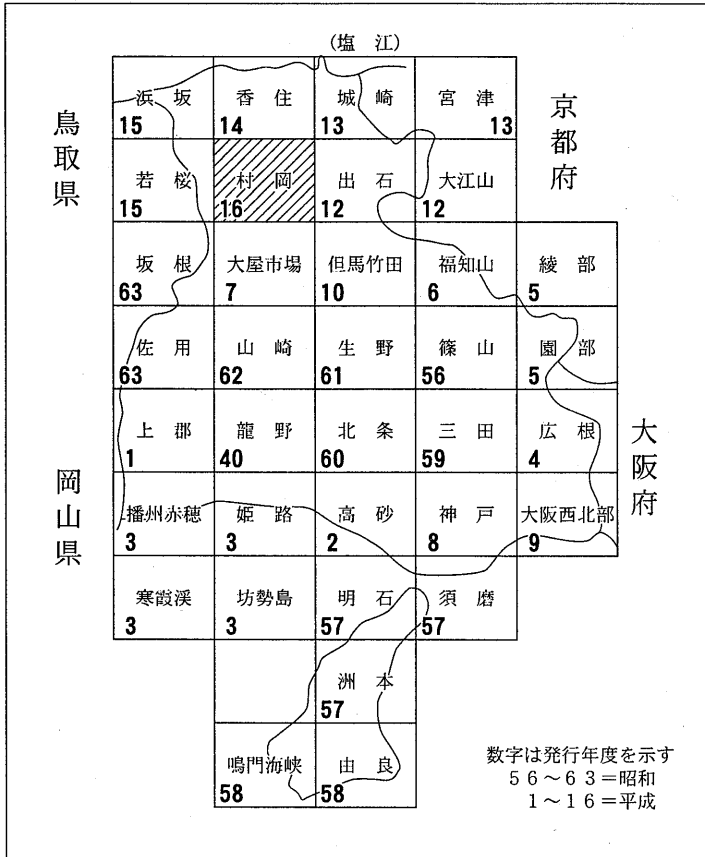 (塩江)
浜坂 香住 城崎 宮津
15 14 13 13
鳥取県
京都府
若桜 村岡 出石 大江山
15 16 12 12
坂根 大屋市場 但馬竹田 福知山 綾部
63 7 10 6 5
佐用 山崎 生野 篠山 園部
63 62 61 56 5
上郡 龍野 北条 三田 広根
1 40 60 59 4
大阪府
岡山県
播州赤穂 姫路 高砂 神戸 大阪西北部
3 3 2 8 9
寒霞渓 坊勢島 明石 須磨
3 3 57 57
洲本
57
鳴門海峡 由良
58 58
数字は発行年度を示す
56~63=昭和
1~16=平成